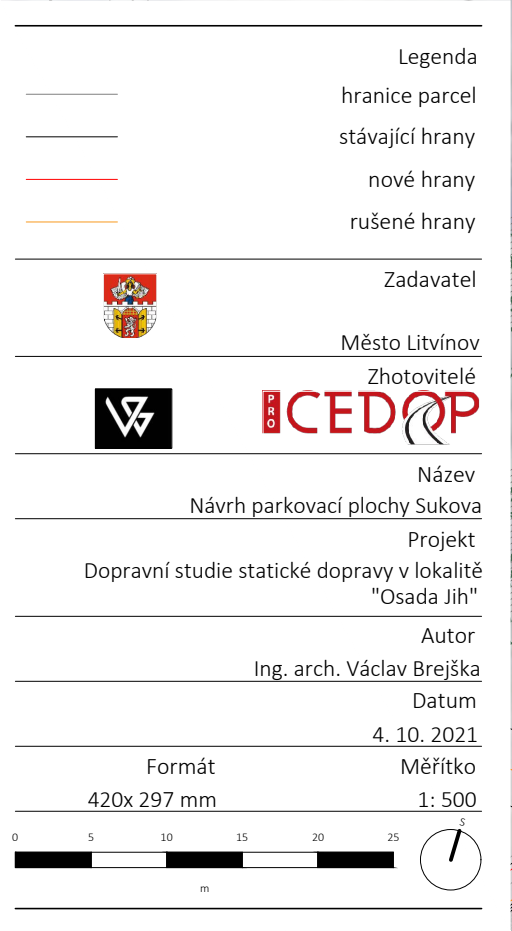 Legenda
hranice parcel
stávající hrany
nové hrany
rušené hrany
Zadavatel
Město Litvínov
Zhotovitelé
PRO CEDOP
Název
Návrh parkovací plochy Sukova
Projekt
Dopravní studie statické dopravy v lokalitě
"Osada Jih"
Autor
Ing. arch. Václav Brejška
Datum
4. 10. 2021
Formát Měřítko
420x 297 mm 1: 500
S
0 5 10 15 20 25
m